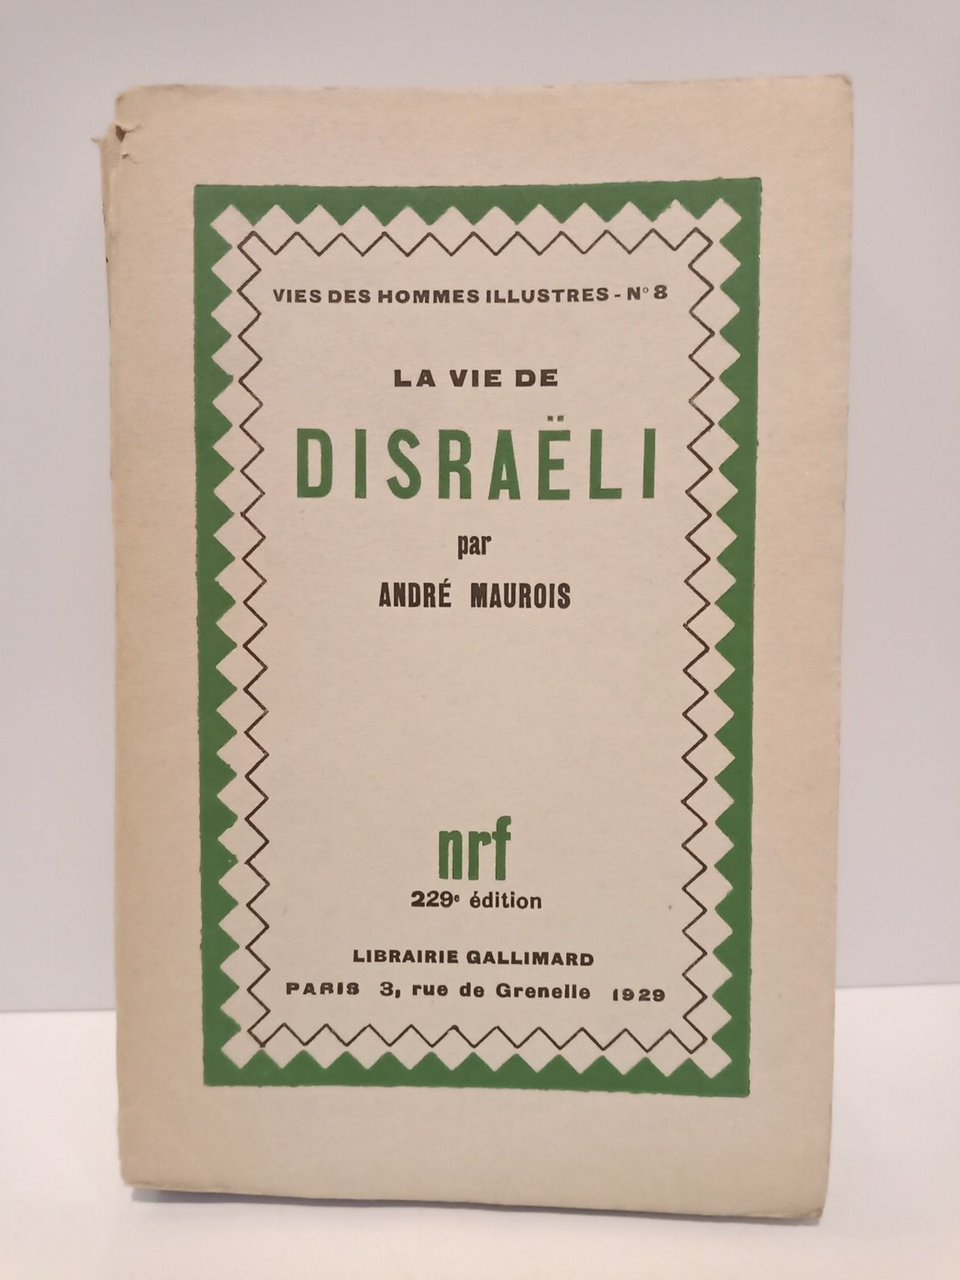 VIES DES HOMMES ILLUSTRES - N° 8
LA VIE DE
DISRAËLI
par
ANDRÉ MAUROIS
nrf
229e édition
LIBRAIRIE GALLIMARD
PARIS 3, rue de Grenelle 1929